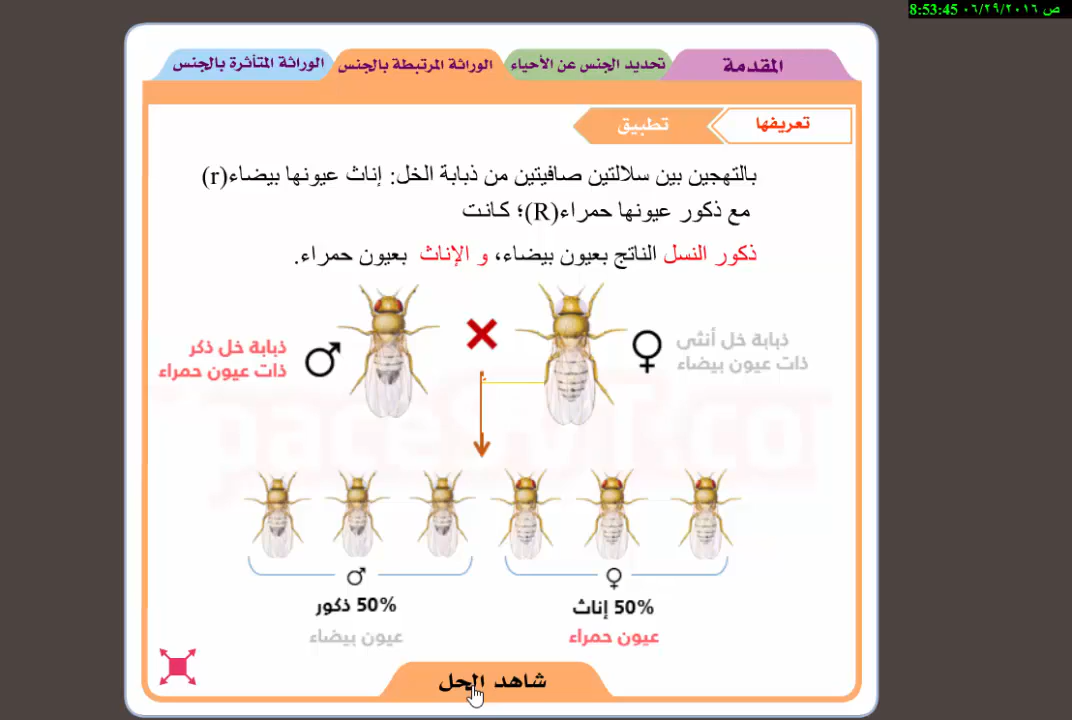 8:53:45 ٠٦/٢٩/٢٠١٦ ص
المقدمة
تحديد الجنس عن الأحياء
الوراثة المرتبطة بالجنس
الوراثة المتأثرة بالجنس
تعريفها
تطبيق
بالتهجين بين سلالتين صافيتين من ذبابة الخل: إناث عيونها بيضاء(r)
مع ذكور عيونها حمراء(R)؛ كانت
ذكور النسل الناتج بعيون بيضاء، و الإناث بعيون حمراء.
ذبابة خل أنثى
ذات عيون بيضاء
♀
ذبابة خل ذكر
ذات عيون حمراء
♂
♀
50% إناث
عيون حمراء
♂
50% ذكور
عيون بيضاء
شاهد الحل